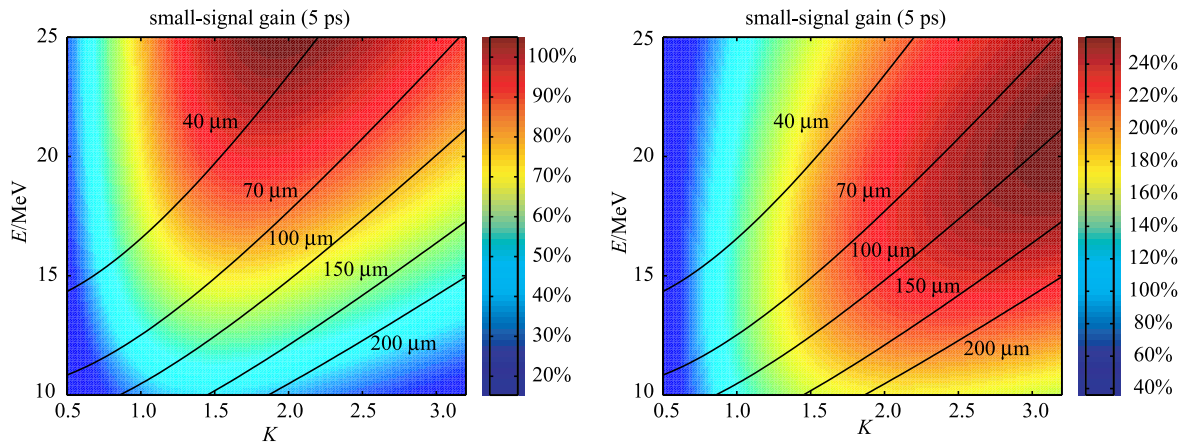 small-signal gain (5 ps)
25
20
15
10
E/MeV
0.5
1.0
1.5
2.0
2.5
3.0
K
40 μm
70 μm
100 μm
150 μm
200 μm
100%
90%
80%
70%
60%
50%
40%
30%
20%
small-signal gain (5 ps)
25
20
15
10
E/MeV
0.5
1.0
1.5
2.0
2.5
3.0
K
40 μm
70 μm
100 μm
150 μm
200 μm
240%
220%
200%
180%
160%
140%
120%
100%
80%
60%
40%